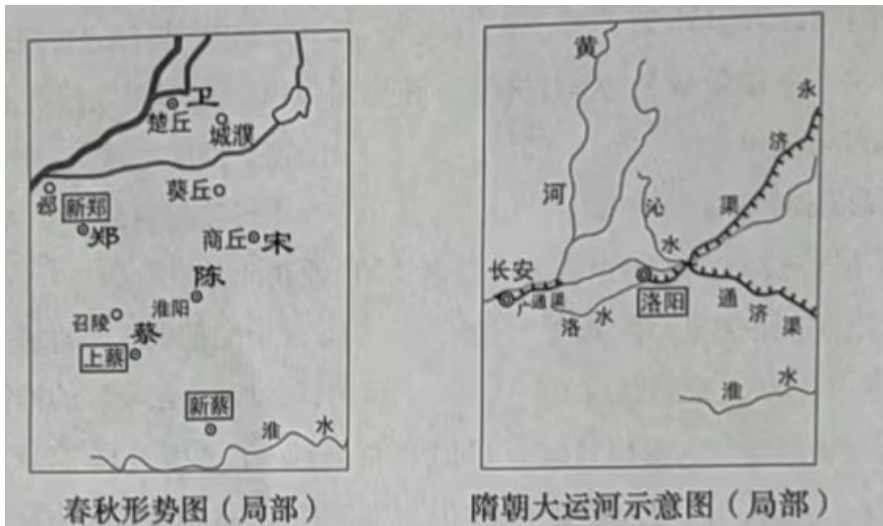 卫
楚丘
城濮
葵丘
新郑
郑
商丘
宋
陈
淮阳
召陵
蔡
上蔡
新蔡
淮水
春秋形势图（局部）
黄河
永济渠
沁水
长安
广通渠
洛水
洛阳
通济渠
淮水
隋朝大运河示意图（局部）